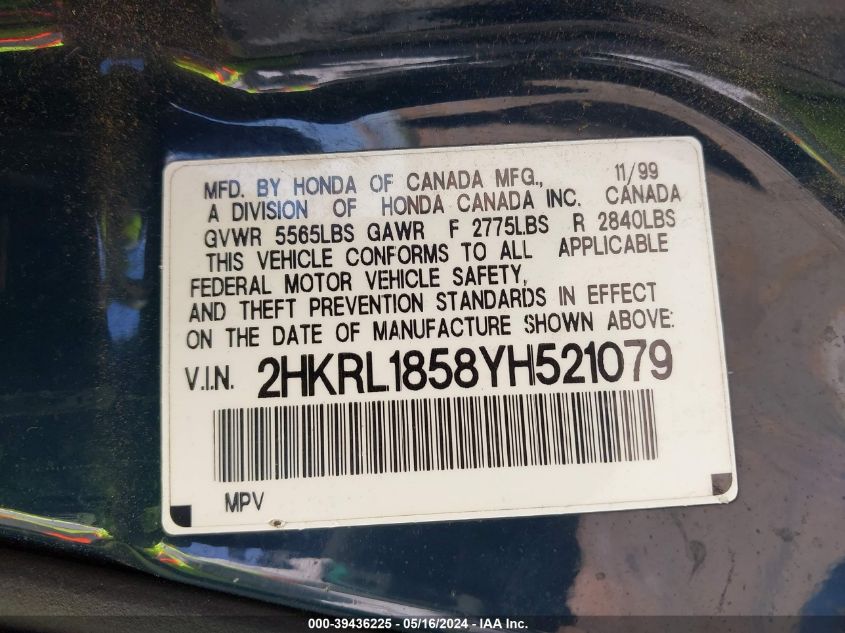 MFD. BY HONDA OF CANADA MFG., 11/99
A DIVISION OF HONDA CANADA INC. CANADA
GVWR 5565LBS GAWR F 2775LBS R 2840LBS
THIS VEHICLE CONFORMS TO ALL APPLICABLE
FEDERAL MOTOR VEHICLE SAFETY,
AND THEFT PREVENTION STANDARDS IN EFFECT
ON THE DATE OF MANUFACTURE SHOWN ABOVE:
V.I.N. 2HKRL1858YH521079
MPV
000-39436225 - 05/16/2024 - IAAI.COM